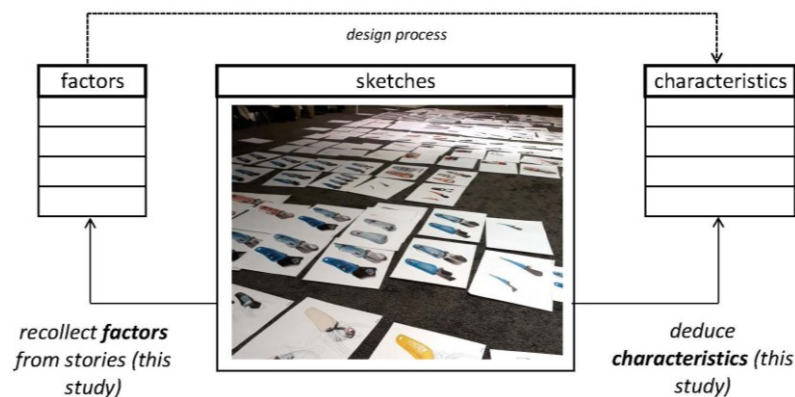 design process
factors
sketches
characteristics
recollect factors
from stories (this
study)
deduce
characteristics (this
study)